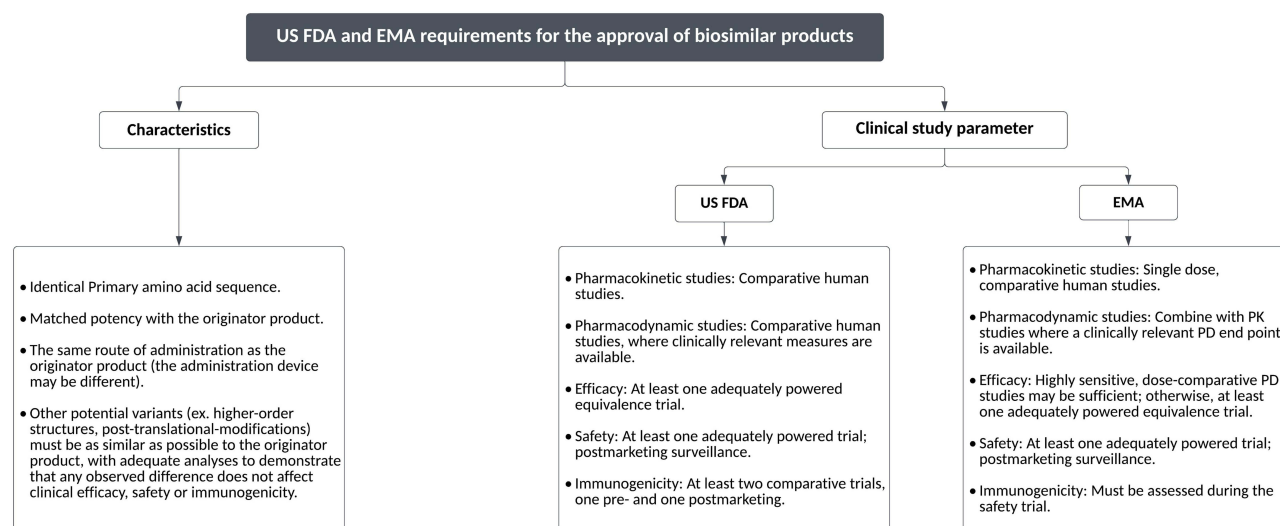 US FDA and EMA requirements for the approval of biosimilar products
Characteristics
• Identical Primary amino acid sequence.
• Matched potency with the originator product.
• The same route of administration as the
originator product (the administration device
may be different).
• Other potential variants (ex. higher-order
structures, post-translational-modifications)
must be as similar as possible to the originator
product, with adequate analyses to demonstrate
that any observed difference does not affect
clinical efficacy, safety or immunogenicity.
Clinical study parameter
US FDA
• Pharmacokinetic studies: Comparative human
studies.
• Pharmacodynamic studies: Comparative human
studies, where clinically relevant measures are
available.
• Efficacy: At least one adequately powered
equivalence trial.
• Safety: At least one adequately powered trial;
postmarketing surveillance.
• Immunogenicity: At least two comparative trials,
one pre- and one postmarketing.
EMA
• Pharmacokinetic studies: Single dose,
comparative human studies.
• Pharmacodynamic studies: Combine with PK
studies where a clinically relevant PD end point
is available.
• Efficacy: Highly sensitive, dose-comparative PD
studies may be sufficient; otherwise, at least
one adequately powered equivalence trial.
• Safety: At least one adequately powered trial;
postmarketing surveillance.
• Immunogenicity: Must be assessed during the
safety trial.